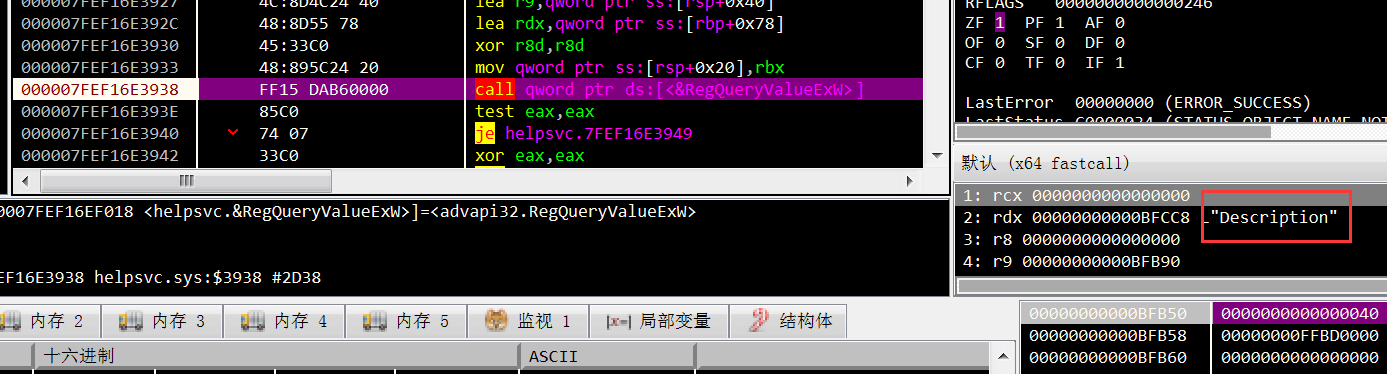 000007FEF16E3927 4C:8D4C24 40 lea r9,qword ptr ss:[rsp+0x40]
000007FEF16E392C 48:8D55 78 lea rdx,qword ptr ss:[rbp+0x78]
000007FEF16E3930 45:33C0 xor r8d,r8d
000007FEF16E3933 48:895C24 20 mov qword ptr ss:[rsp+0x20],rbx
000007FEF16E3938 FF15 DAB60000 call qword ptr ds:[<&RegQueryValueExW>]
000007FEF16E393E 85C0 test eax,eax
000007FEF16E3940 74 07 je helpsvc.7FEF16E3949
000007FEF16E3942 33C0 xor eax,eax
0007FEF16EF018 <helpsvc.&RegQueryValueExW>]=<advapi32.RegQueryValueExW>
EF16E3938 helpsvc.sys:$3938 #2D38
RFLAGS 0000000000000246
ZF 1 PF 1 AF 0
OF 0 SF 0 DF 0
CF 0 TF 0 IF 1
LastError 00000000 (ERROR_SUCCESS)
LastStatus C0000034 (STATUS_OBJECT_NAME_NOT
默认 (x64 fastcall)
1: rcx 0000000000000000
2: rdx 00000000000BFCC8 L"Description"
3: r8 0000000000000000
4: r9 00000000000BFB90
内存 2 内存 3 内存 4 内存 5 监视 1 局部变量 结构体
十六进制 ASCII
00000000000BFB50 0000000000000040
00000000000BFB58 00000000FFBD0000
00000000000BFB60 0000000000000000